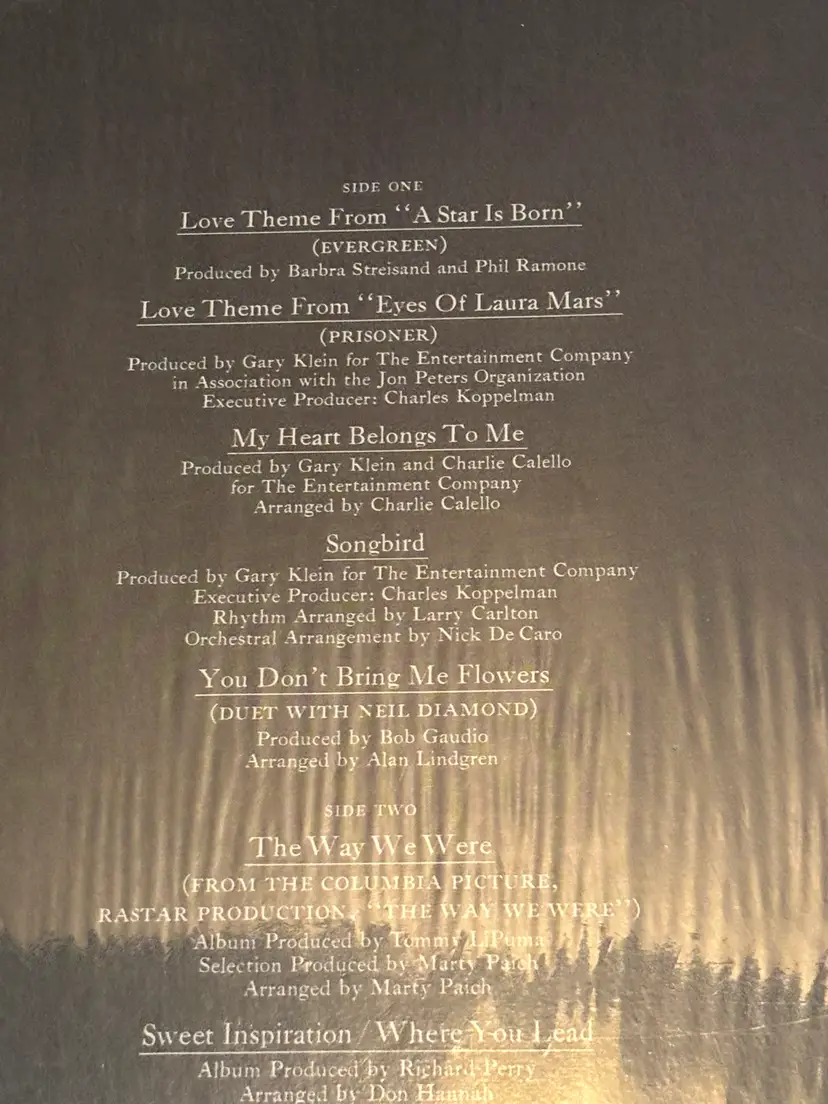 SIDE ONE
Love Theme From "A Star Is Born"
(EVERGREEN)
Produced by Barbra Streisand and Phil Ramone
Love Theme From "Eyes Of Laura Mars"
(PRISONER)
Produced by Gary Klein for The Entertainment Company
in Association with the Jon Peters Organization
Executive Producer: Charles Koppelman
My Heart Belongs To Me
Produced by Gary Klein and Charlie Calello
for The Entertainment Company
Arranged by Charlie Calello
Songbird
Produced by Gary Klein for The Entertainment Company
Executive Producer: Charles Koppelman
Rhythm Arranged by Larry Carlton
Orchestral Arrangement by Nick De Caro
You Don't Bring Me Flowers
(DUET WITH NEIL DIAMOND)
Produced by Bob Gaudio
Arranged by Alan Lindgren
SIDE TWO
The Way We Were
(FROM THE COLUMBIA PICTURE,
RASTAR PRODUCTION, "THE WAY WE WERE")
Album Produced by Tommy LiPuma
Selection Produced by Marty Paich
Arranged by Marty Paich
Sweet Inspiration / Where You Lead
Album Produced by Richard Perry
Arranged by Don Hannah